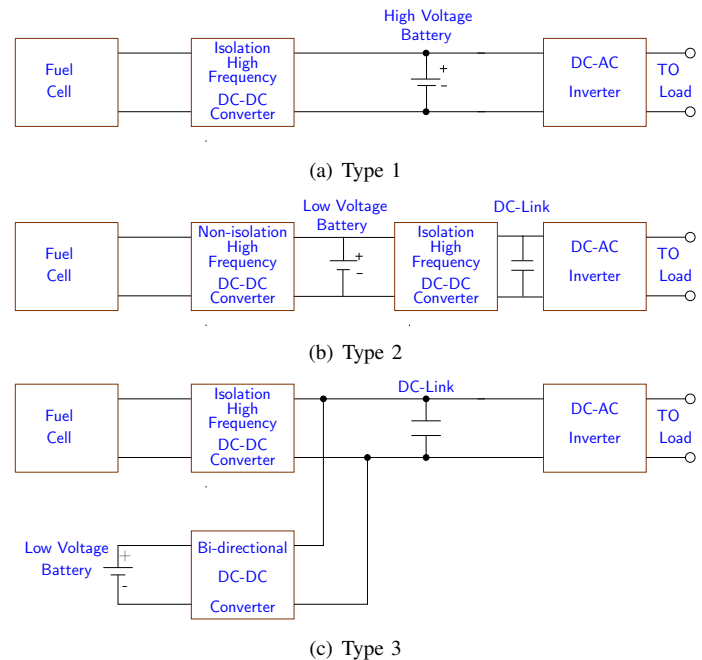 High Voltage
Battery
Fuel
Cell
Isolation
High
Frequency
DC-DC
Converter
+
-
DC-AC
Inverter
TO
Load
(a) Type 1
Low Voltage
Battery
DC-Link
Fuel
Cell
Non-isolation
High
Frequency
DC-DC
Converter
+
-
Isolation
High
Frequency
DC-DC
Converter
DC-AC
Inverter
TO
Load
(b) Type 2
Fuel
Cell
Isolation
High
Frequency
DC-DC
Converter
DC-Link
DC-AC
Inverter
TO
Load
Low Voltage
Battery
+
-
Bi-directional
DC-DC
Converter
(c) Type 3